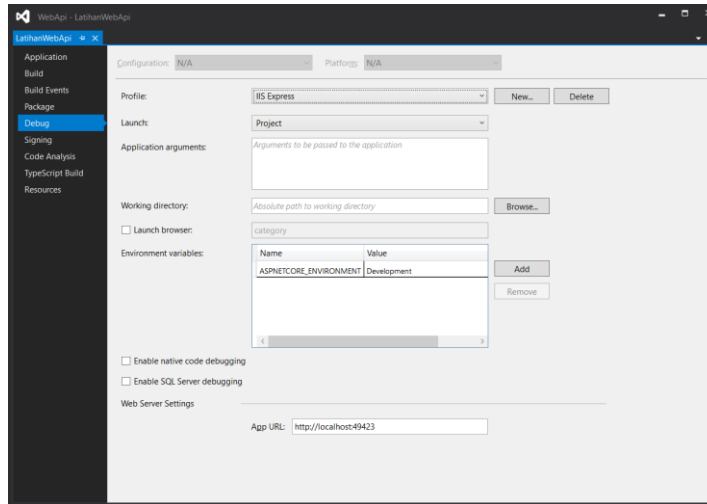 WebApi - LatihanWebApi
LatihanWebApi
Application
Build
Build Events
Package
Debug
Signing
Code Analysis
TypeScript Build
Resources
Configuration: N/A Platform: N/A
Profile: IIS Express New... Delete
Launch: Project
Application arguments: Arguments to be passed to the application
Working directory: Absolute path to working directory Browse...
Launch browser: category
Environment variables: Name Value
ASPNETCORE_ENVIRONMENT Development Add
Remove
Enable native code debugging
Enable SQL Server debugging
Web Server Settings
App URL: http://localhost:49423